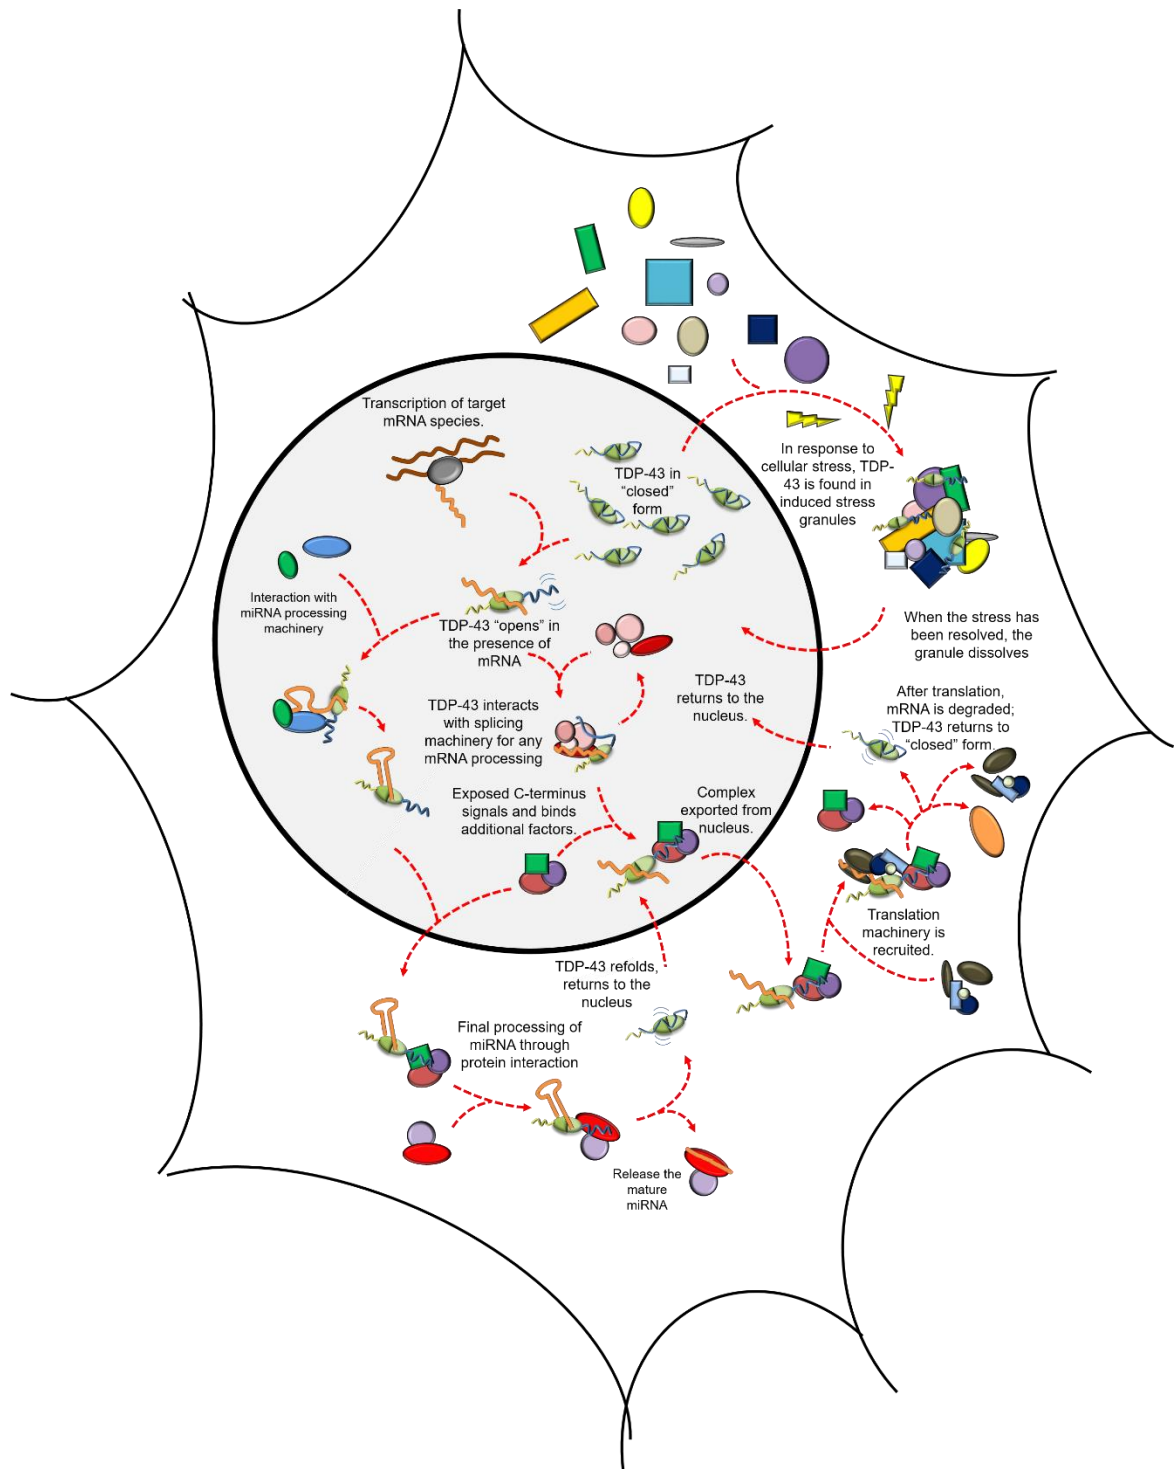 Transcription of target
mRNA species.
TDP-43 in
"closed"
form
In response to
cellular stress, TDP-
43 is found in
induced stress
granules
Interaction with
miRNA processing
machinery
TDP-43 "opens" in
the presence of
mRNA
When the stress has
been resolved, the
granule dissolves
TDP-43
returns to the
nucleus.
After translation,
mRNA is degraded;
TDP-43 returns to
"closed" form.
TDP-43 interacts
with splicing
machinery for any
mRNA processing
Exposed C-terminus
signals and binds
additional factors.
Complex
exported from
nucleus.
Translation
machinery is
recruited.
TDP-43 refolds,
returns to the
nucleus
Final processing of
miRNA through
protein interaction
Release the
mature
miRNA